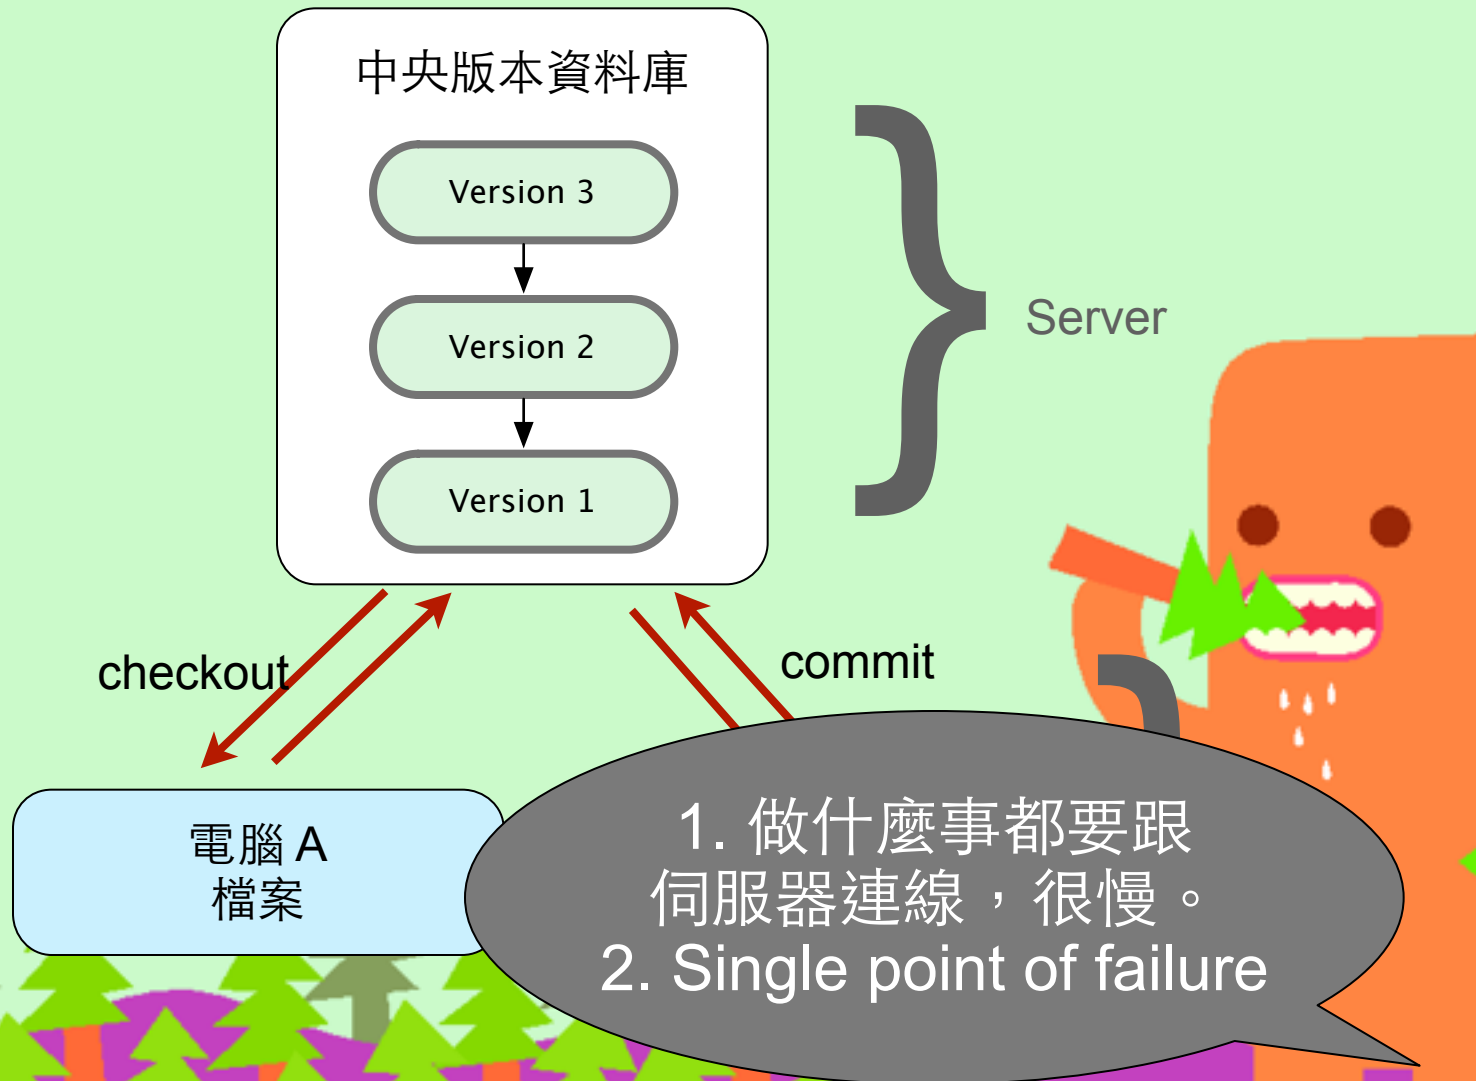 中央版本資料庫
Version 3
Version 2
Server
Version 1
checkout
commit
電腦 A
檔案
1. 做什麼事都要跟
伺服器連線，很慢。
2. Single point of failure